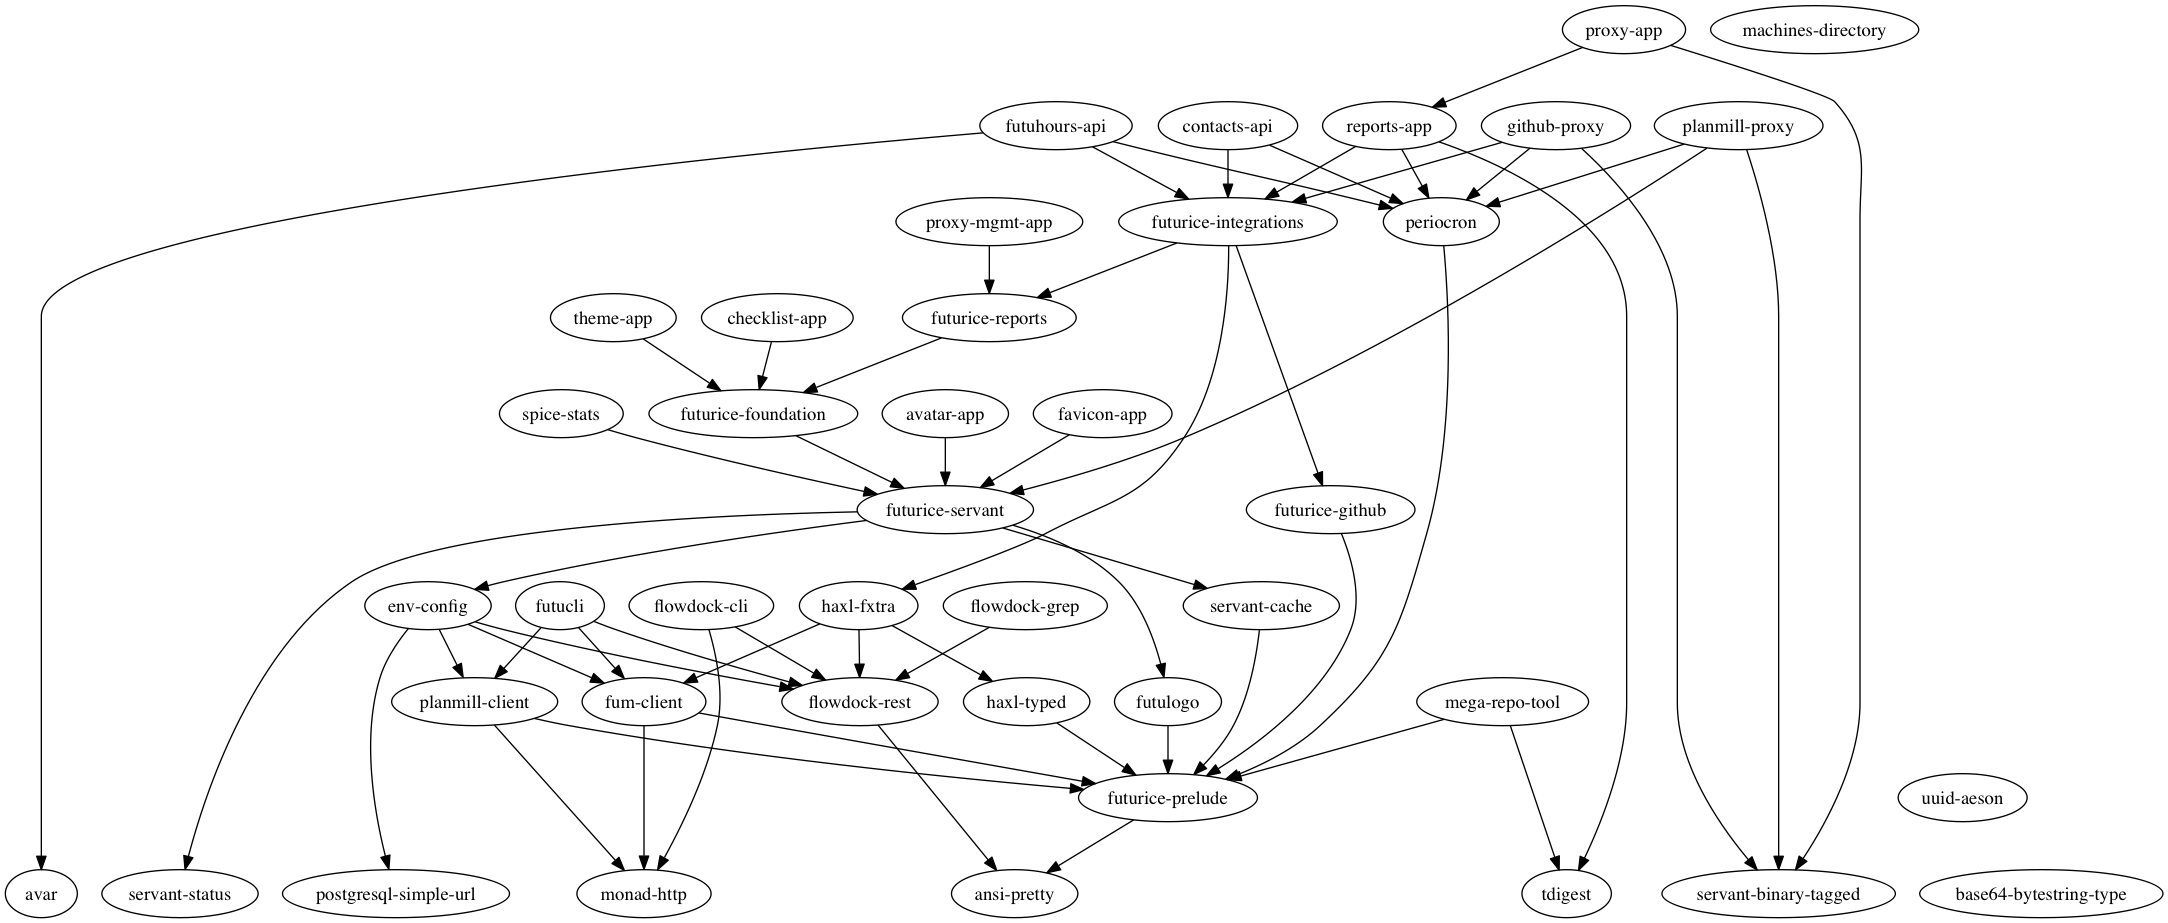 proxy-app
machines-directory
futuhours-api
contacts-api
reports-app
github-proxy
planmill-proxy
proxy-mgmt-app
futurice-integrations
periocron
theme-app
checklist-app
futurice-reports
spice-stats
futurice-foundation
avatar-app
favicon-app
futurice-servant
futurice-github
env-config
futucli
flowdock-cli
haxl-fxtra
flowdock-grep
servant-cache
planmill-client
fum-client
flowdock-rest
haxl-typed
futulogo
mega-repo-tool
futurice-prelude
uuid-aeson
avar
servant-status
postgresql-simple-url
monad-http
ansi-pretty
tdigest
servant-binary-tagged
base64-bytestring-type